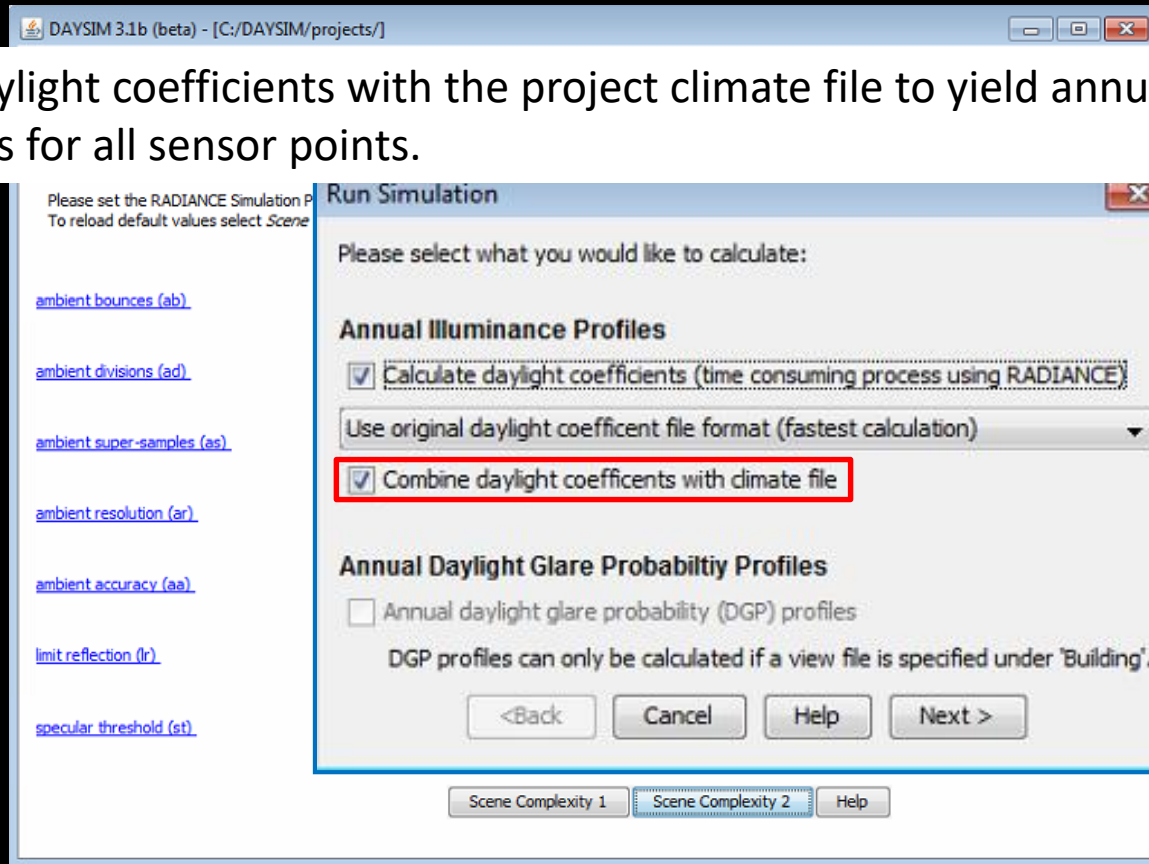 DAYSIM 3.1b (beta) - [C:/DAYSIM/projects/]
ylight coefficients with the project climate file to yield annu
s for all sensor points.
Please set the RADIANCE Simulation P
To reload default values select Scene
ambient bounces (ab)
ambient divisions (ad)
ambient super-samples (as)
ambient resolution (ar)
ambient accuracy (aa)
limit reflection (lr)
specular threshold (st)
Run Simulation
Please select what you would like to calculate:
Annual Illuminance Profiles
Calculate daylight coefficients (time consuming process using RADIANCE)
Use original daylight coefficent file format (fastest calculation)
Combine daylight coefficents with climate file
Annual Daylight Glare Probabiltiy Profiles
Annual daylight glare probability (DGP) profiles
DGP profiles can only be calculated if a view file is specified under 'Building'.
<Back Cancel Help Next >
Scene Complexity 1 Scene Complexity 2 Help